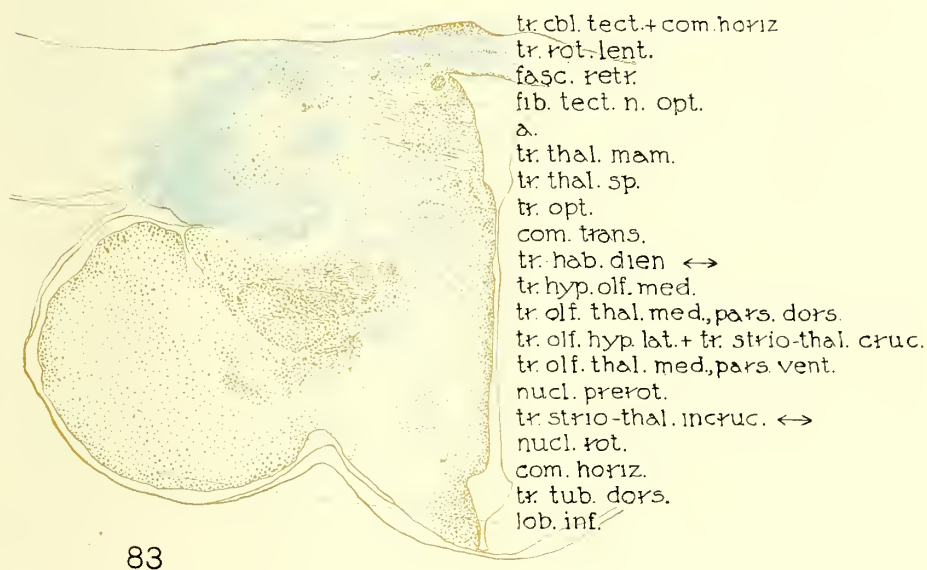 tr. cbl. tect.+ com. horiz
tr. rot. lent.
fasc. retr.
fib. tect. n. opt.
a.
tr. thal. mam.
tr. thal. sp.
tr. opt.
com. trans.
tr. hab. dien ↔
tr. hyp. olf. med.
tr. olf. thal. med., pars. dors.
tr. olf. hyp. lat.+ tr. strio-thal. cruc.
tr. olf. thal. med., pars vent.
nucl. prerot.
tr. strio-thal. incruc. ↔
nucl. rot.
com. horiz.
tr. tub. dors.
lob. inf.
83